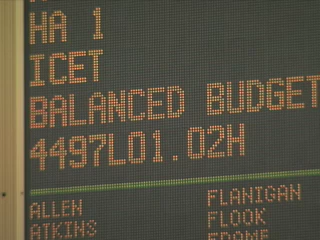 HA 1
ICET
BALANCED BUDGET
4497L01.02H
ALLEN
FLANIGAN
ATKINS
FLOOK